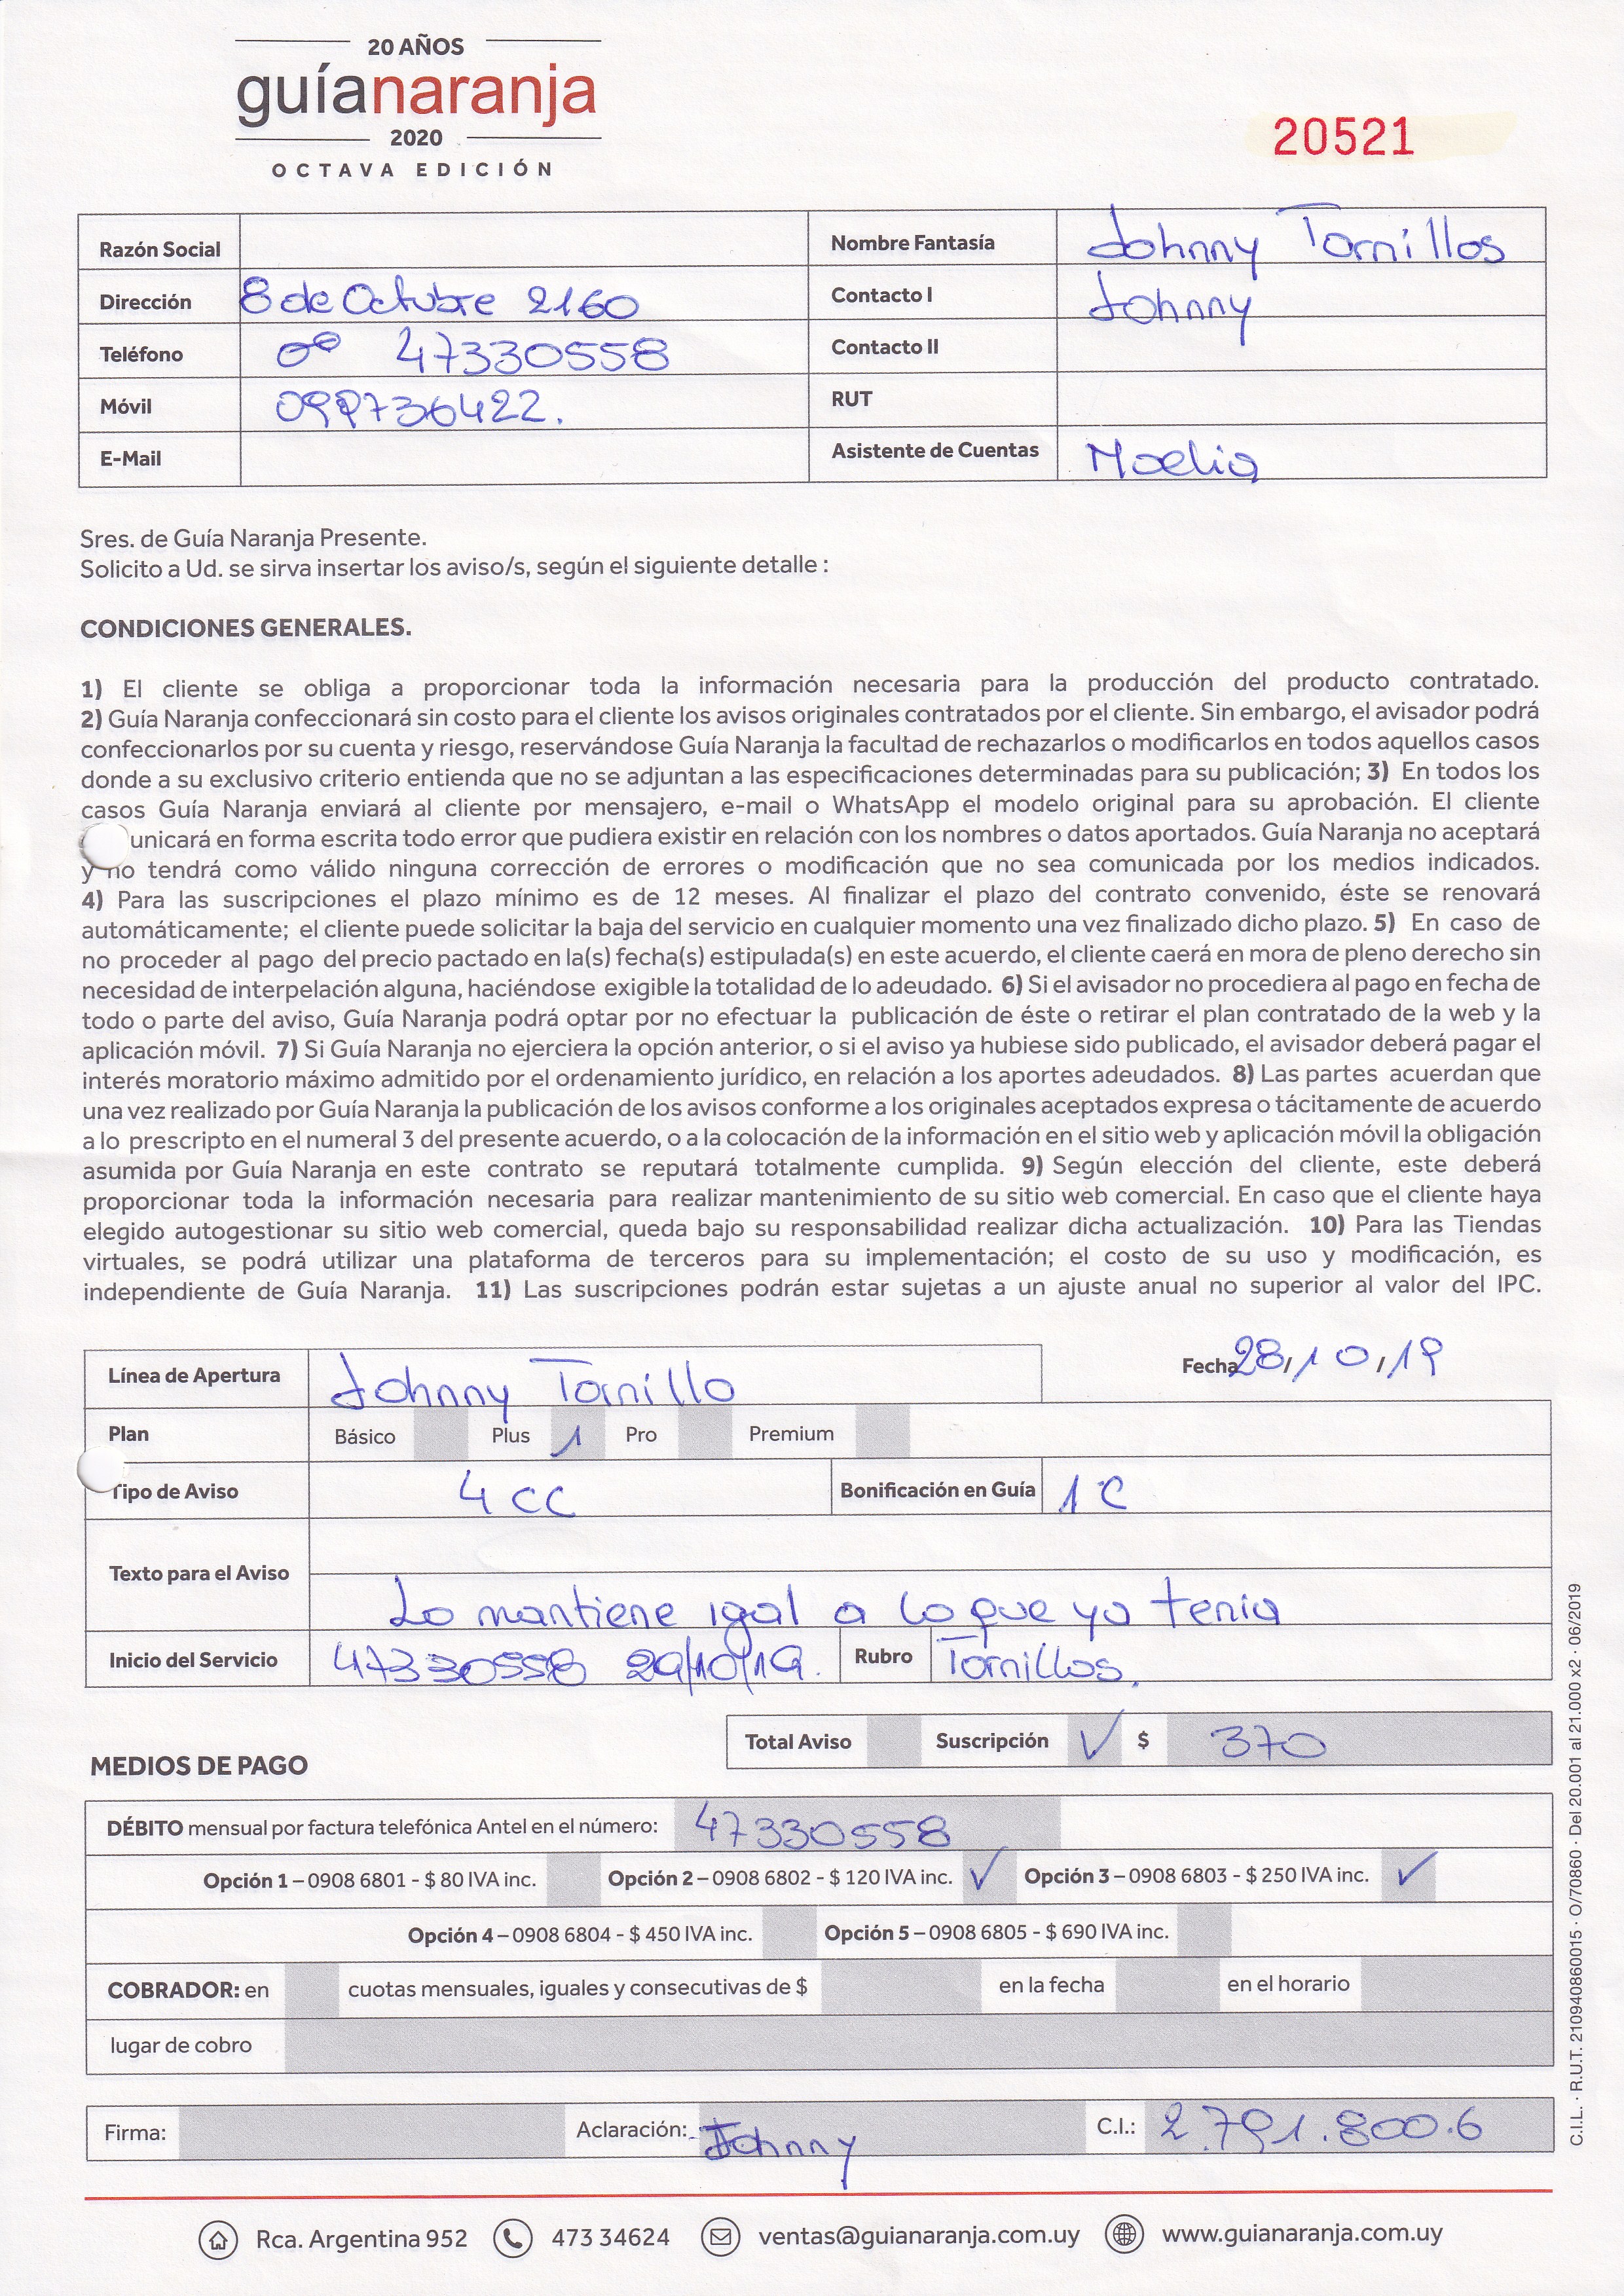 20 AÑOS
guíanaranja
2020
OCTAVA EDICIÓN
20521
Razón Social
Nombre Fantasía Johnny Tornillos
Dirección 8 de Octubre 2160
Contacto I Johnny
Teléfono 47330558
Contacto II
Móvil 099736422.
RUT
E-Mail
Asistente de Cuentas Noelia
Sres. de Guía Naranja Presente.
Solicito a Ud. se sirva insertar los aviso/s, según el siguiente detalle :
CONDICIONES GENERALES.
1) El cliente se obliga a proporcionar toda la información necesaria para la producción del producto contratado.
2) Guía Naranja confeccionará sin costo para el cliente los avisos originales contratados por el cliente. Sin embargo, el avisador podrá
confeccionarlos por su cuenta y riesgo, reservándose Guía Naranja la facultad de rechazarlos o modificarlos en todos aquellos casos
donde a su exclusivo criterio entienda que no se adjuntan a las especificaciones determinadas para su publicación; 3) En todos los
casos Guía Naranja enviará al cliente por mensajero, e-mail o WhatsApp el modelo original para su aprobación. El cliente
unicará en forma escrita todo error que pudiera existir en relación con los nombres o datos aportados. Guía Naranja no aceptará
y no tendrá como válido ninguna corrección de errores o modificación que no sea comunicada por los medios indicados.
4) Para las suscripciones el plazo mínimo es de 12 meses. Al finalizar el plazo del contrato convenido, éste se renovará
automáticamente; el cliente puede solicitar la baja del servicio en cualquier momento una vez finalizado dicho plazo. 5) En caso de
no proceder al pago del precio pactado en la(s) fecha(s) estipulada(s) en este acuerdo, el cliente caerá en mora de pleno derecho sin
necesidad de interpelación alguna, haciéndose exigible la totalidad de lo adeudado. 6) Si el avisador no procediera al pago en fecha de
todo o parte del aviso, Guía Naranja podrá optar por no efectuar la publicación de éste o retirar el plan contratado de la web y la
aplicación móvil. 7) Si Guía Naranja no ejerciera la opción anterior, o si el aviso ya hubiese sido publicado, el avisador deberá pagar el
interés moratorio máximo admitido por el ordenamiento jurídico, en relación a los aportes adeudados. 8) Las partes acuerdan que
una vez realizado por Guía Naranja la publicación de los avisos conforme a los originales aceptados expresa o tácitamente de acuerdo
a lo prescripto en el numeral 3 del presente acuerdo, o a la colocación de la información en el sitio web y aplicación móvil la obligación
asumida por Guía Naranja en este contrato se reputará totalmente cumplida. 9) Según elección del cliente, este deberá
proporcionar toda la información necesaria para realizar mantenimiento de su sitio web comercial. En caso que el cliente haya
elegido autogestionar su sitio web comercial, queda bajo su responsabilidad realizar dicha actualización. 10) Para las Tiendas
virtuales, se podrá utilizar una plataforma de terceros para su implementación; el costo de su uso y modificación, es
independiente de Guía Naranja. 11) Las suscripciones podrán estar sujetas a un ajuste anual no superior al valor del IPC.
Línea de Apertura Johnny Tornillo
Fecha 28/10/19
Plan Básico Plus 1 Pro Premium
Tipo de Aviso 4 CC Bonificación en Guía 1 C
Texto para el Aviso
Lo mantiene igal a lo que ya tenia
Inicio del Servicio 47330558 29/10/19. Rubro Tornillos.
Total Aviso Suscripción ✓ $ 370
MEDIOS DE PAGO
DÉBITO mensual por factura telefónica Antel en el número: 47330558
Opción 1 – 0908 6801 - $ 80 IVA inc. Opción 2 – 0908 6802 - $ 120 IVA inc. ✓ Opción 3 – 0908 6803 - $ 250 IVA inc. ✓
Opción 4 – 0908 6804 - $ 450 IVA inc. Opción 5 – 0908 6805 - $ 690 IVA inc.
COBRADOR: en cuotas mensuales, iguales y consecutivas de $ en la fecha en el horario
lugar de cobro
Firma: Aclaración: Johnny C.I.: 2.791.800.6
Rca. Argentina 952 473 34624 ventas@guianaranja.com.uy www.guianaranja.com.uy
C.I.L. · R.U.T. 210940860015 · O/70860 · Del 20.001 al 21.000 x2 · 06/2019